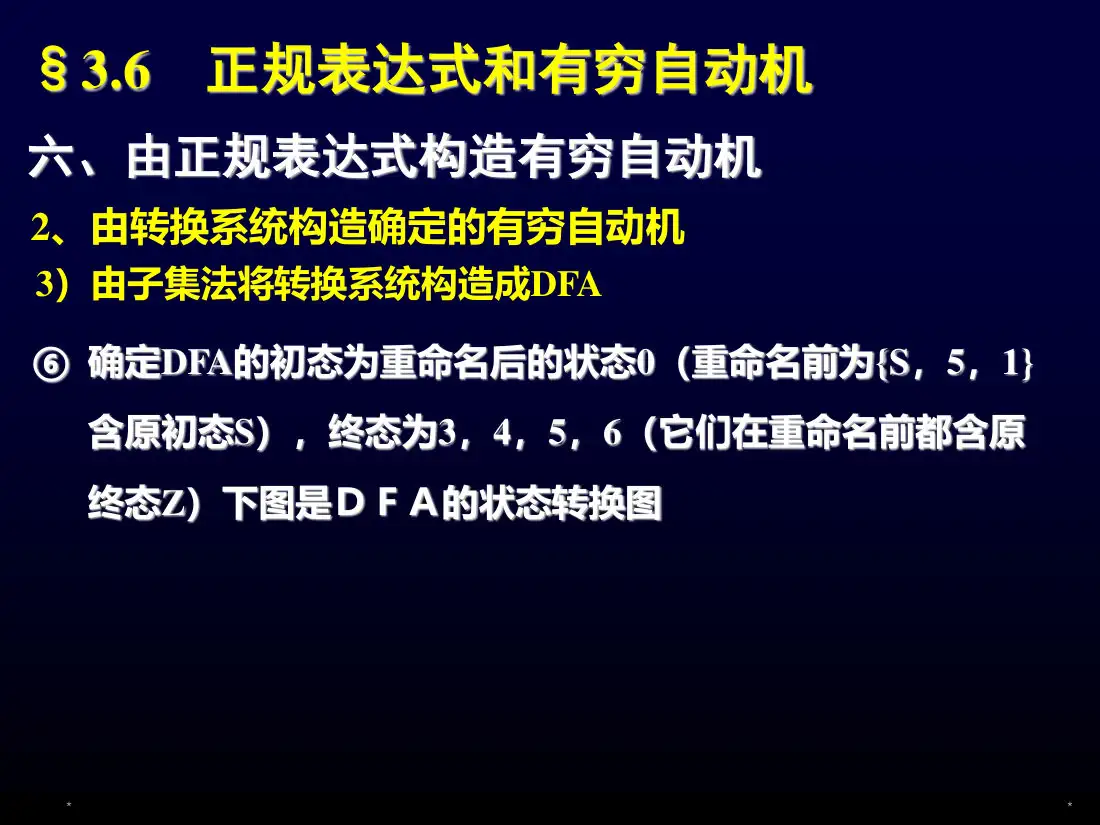 §3.6 正规表达式和有穷自动机
六、由正规表达式构造有穷自动机
2、由转换系统构造确定的有穷自动机
3）由子集法将转换系统构造成DFA
⑥ 确定DFA的初态为重命名后的状态0（重命名前为{S，5，1}
含原初态S），终态为3，4，5，6（它们在重命名前都含原
终态Z）下图是ＤＦＡ的状态转换图
* *